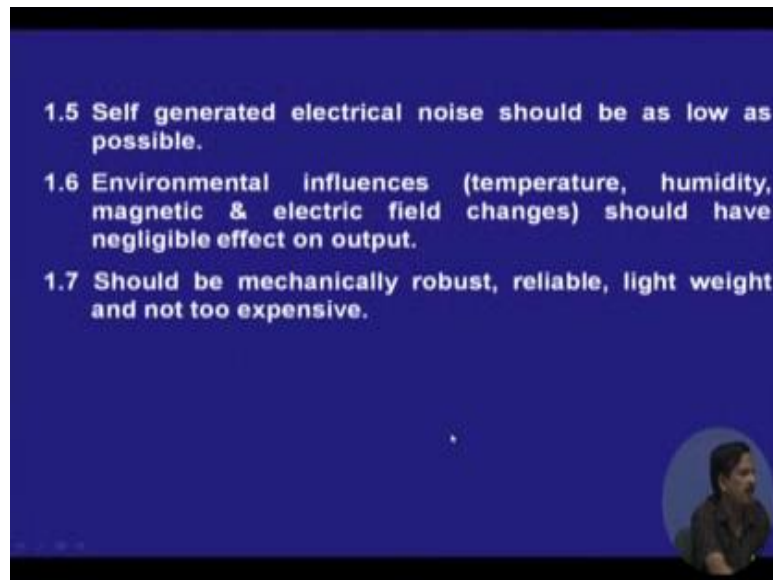 1.5 Self generated electrical noise should be as low as
possible.
1.6 Environmental influences (temperature, humidity,
magnetic & electric field changes) should have
negligible effect on output.
1.7 Should be mechanically robust, reliable, light weight
and not too expensive.